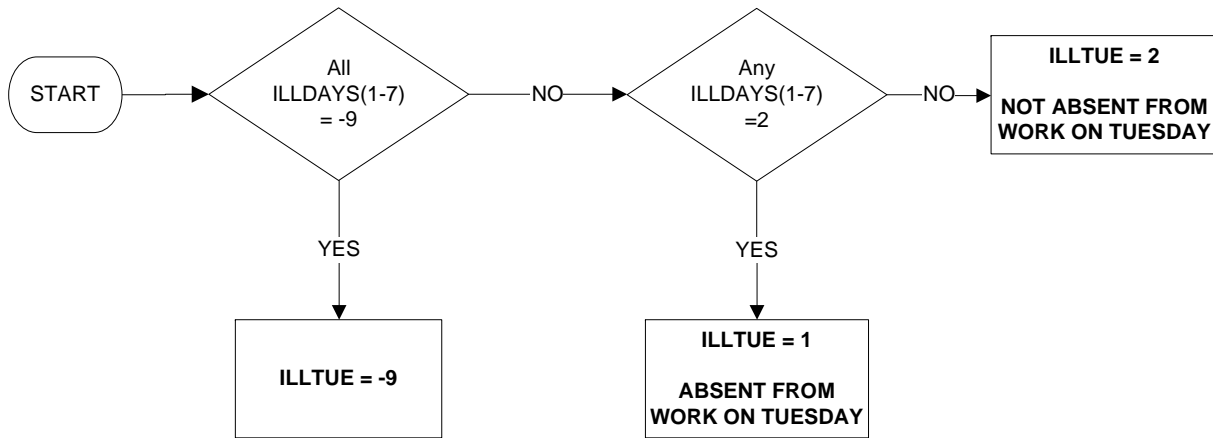 START
All
ILLDAYS(1-7)
= -9
NO
Any
ILLDAYS(1-7)
=2
NO
ILLTUE = 2
NOT ABSENT FROM
WORK ON TUESDAY
YES
YES
ILLTUE = -9
ILLTUE = 1
ABSENT FROM
WORK ON TUESDAY